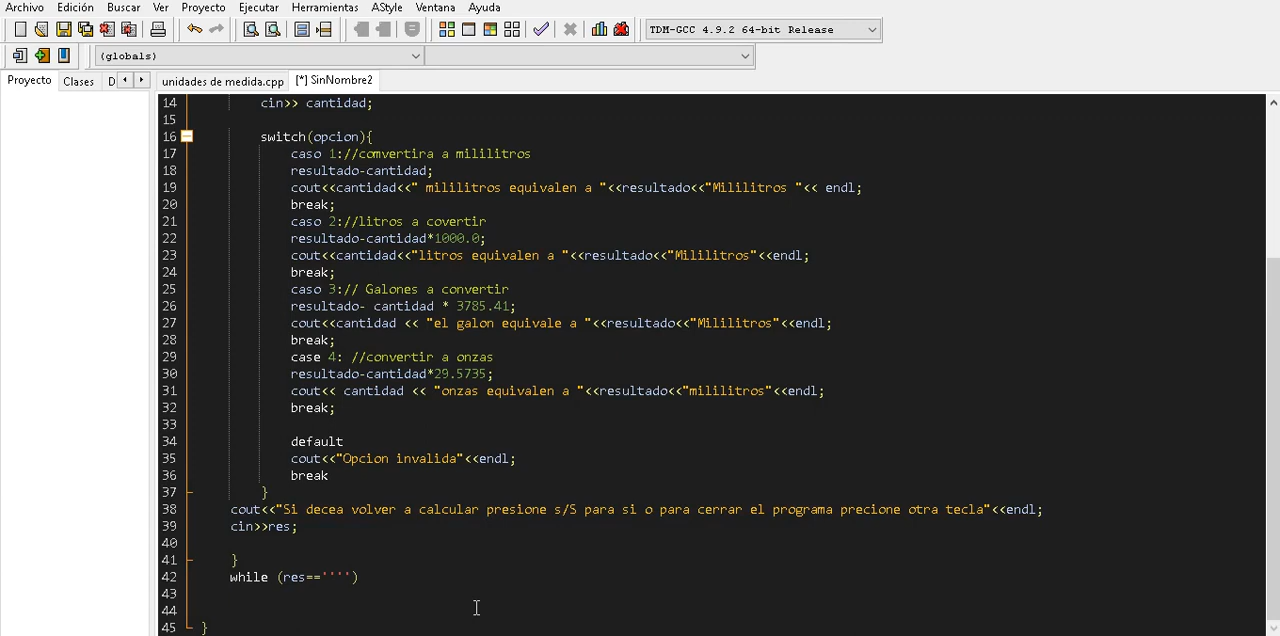 Archivo Edición Buscar Ver Proyecto Ejecutar Herramientas AStyle Ventana Ayuda
TDM-GCC 4.9.2 64-bit Release
(globals)
Proyecto Clases D unidades de medida.cpp [*] SinNombre2
14 cin>> cantidad;
15
16 switch(opcion){
17 caso 1://comvertira a mililitros
18 resultado-cantidad;
19 cout<<cantidad<<" mililitros equivalen a "<<resultado<<"Mililitros "<< endl;
20 break;
21 caso 2://litros a covertir
22 resultado-cantidad*1000.0;
23 cout<<cantidad<<"litros equivalen a "<<resultado<<"Mililitros"<<endl;
24 break;
25 caso 3:// Galones a convertir
26 resultado- cantidad * 3785.41;
27 cout<<cantidad << "el galon equivale a "<<resultado<<"Mililitros"<<endl;
28 break;
29 case 4: //convertir a onzas
30 resultado-cantidad*29.5735;
31 cout<< cantidad << "onzas equivalen a "<<resultado<<"mililitros"<<endl;
32 break;
33
34 default
35 cout<<"Opcion invalida"<<endl;
36 break
37 }
38 cout<<"Si decea volver a calcular presione s/S para si o para cerrar el programa precione otra tecla"<<endl;
39 cin>>res;
40
41 }
42 while (res=='''')
43
44
45 }